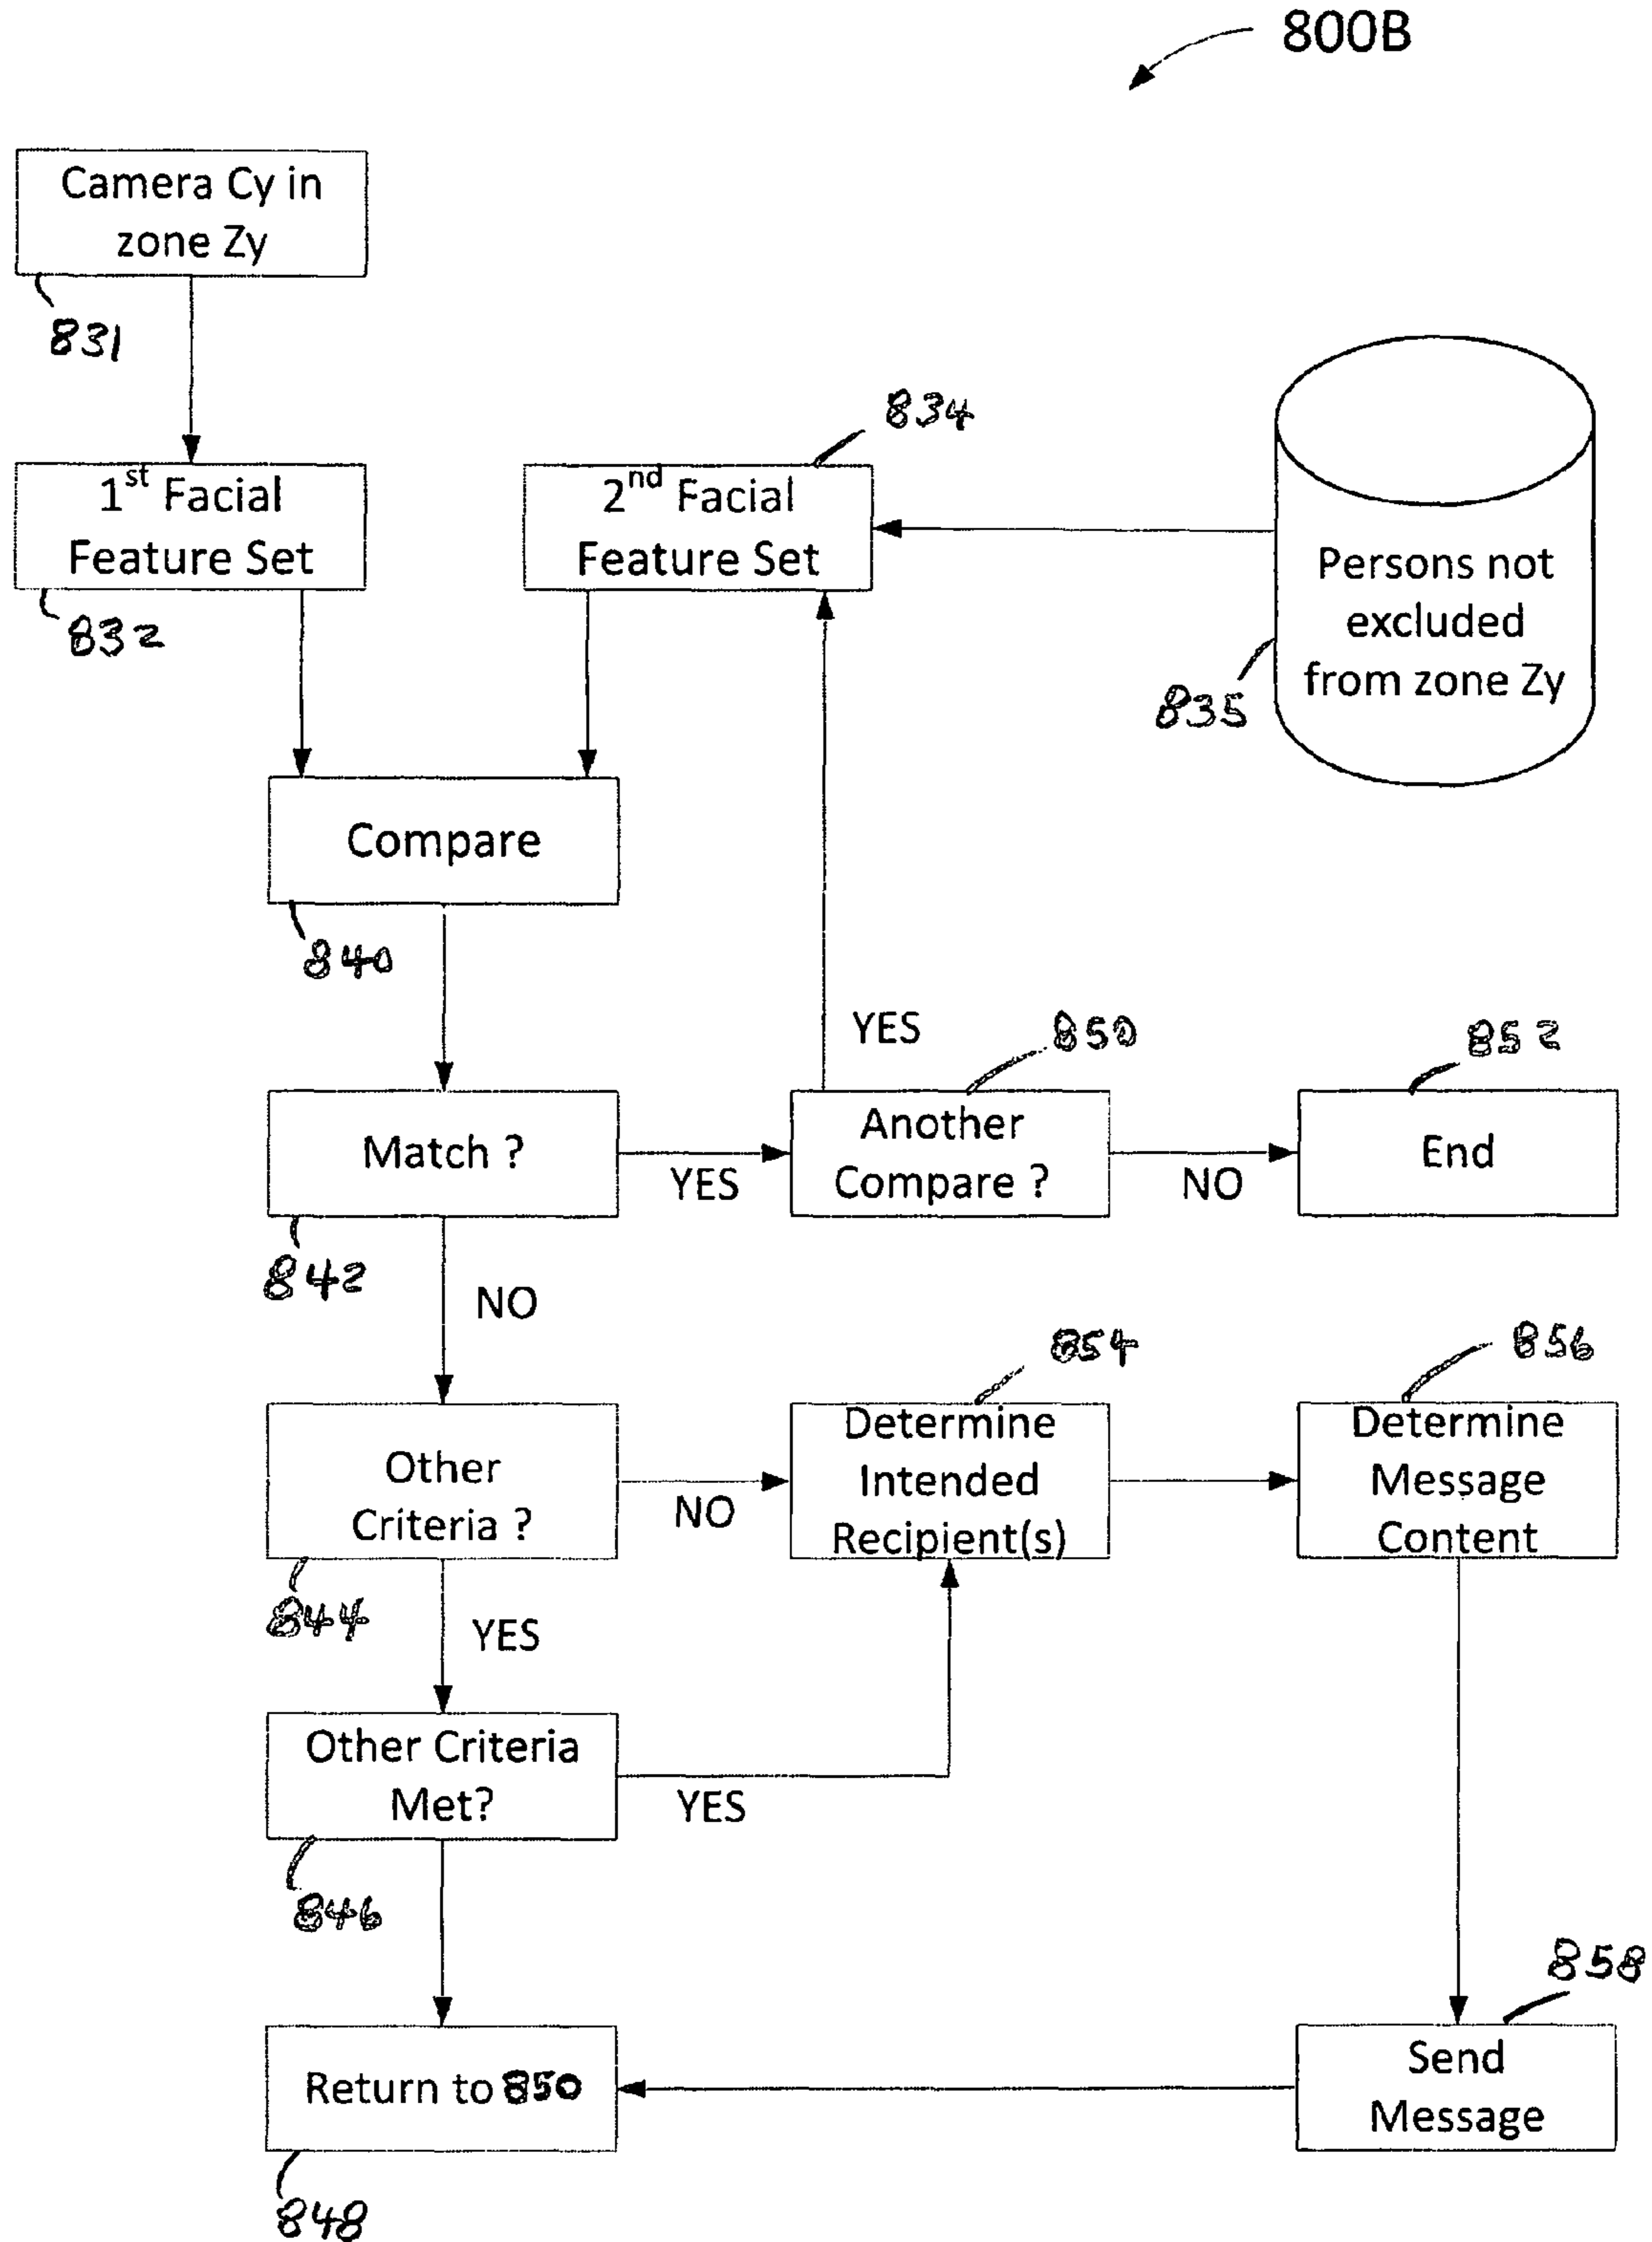 800B
Camera Cy in
zone Zy
831
834
1st Facial
Feature Set
832
2nd Facial
Feature Set
Persons not
excluded
from zone Zy
835
Compare
840
YES
850
852
Match ?
YES
Another
Compare ?
NO
End
842
NO
854
856
Other
Criteria ?
NO
Determine
Intended
Recipient(s)
Determine
Message
Content
844
YES
Other Criteria
Met?
YES
846
858
Return to 850
Send
Message
848